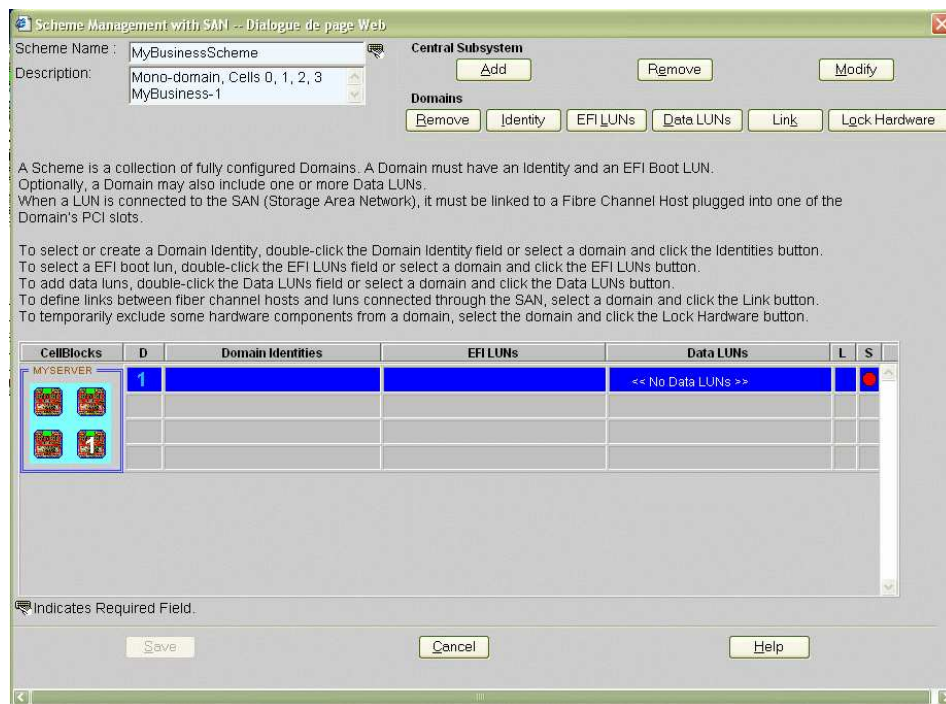 Scheme Management with SAN -- Dialogue de page Web
Scheme Name : MyBusinessScheme
Description: Mono-domain, Cells 0, 1, 2, 3
MyBusiness-1
Central Subsystem
Add Remove Modify
Domains
Remove Identity EFI LUNs Data LUNs Link Lock Hardware
A Scheme is a collection of fully configured Domains. A Domain must have an Identity and an EFI Boot LUN.
Optionally, a Domain may also include one or more Data LUNs.
When a LUN is connected to the SAN (Storage Area Network), it must be linked to a Fibre Channel Host plugged into one of the
Domain's PCI slots.
To select or create a Domain Identity, double-click the Domain Identity field or select a domain and click the Identities button.
To select a EFI boot lun, double-click the EFI LUNs field or select a domain and click the EFI LUNs button.
To add data luns, double-click the Data LUNs field or select a domain and click the Data LUNs button.
To define links between fiber channel hosts and luns connected through the SAN, select a domain and click the Link button.
To temporarily exclude some hardware components from a domain, select the domain and click the Lock Hardware button.
CellBlocks D Domain Identities EFI LUNs Data LUNs L S
MYSERVER
1 << No Data LUNs >>
1
Indicates Required Field.
Save Cancel Help